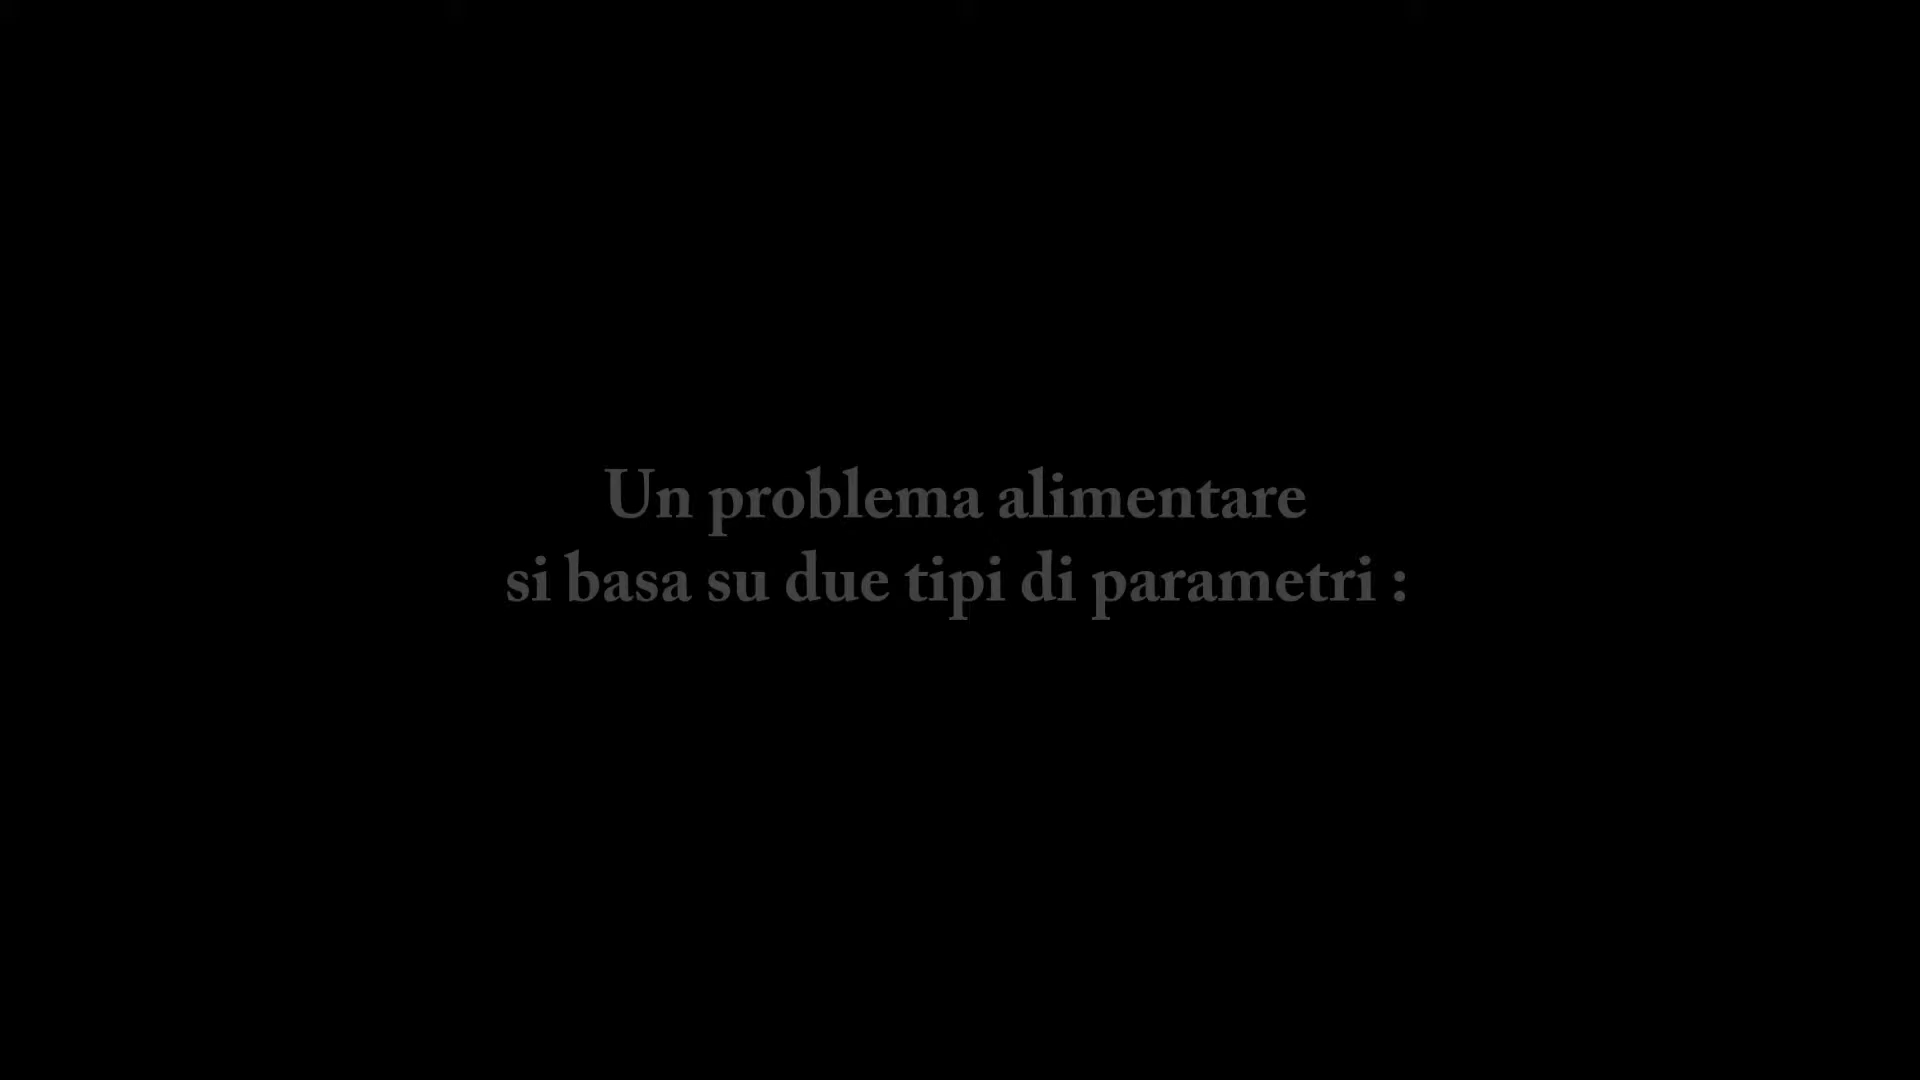 Un problema alimentare
si basa su due tipi di parametri :